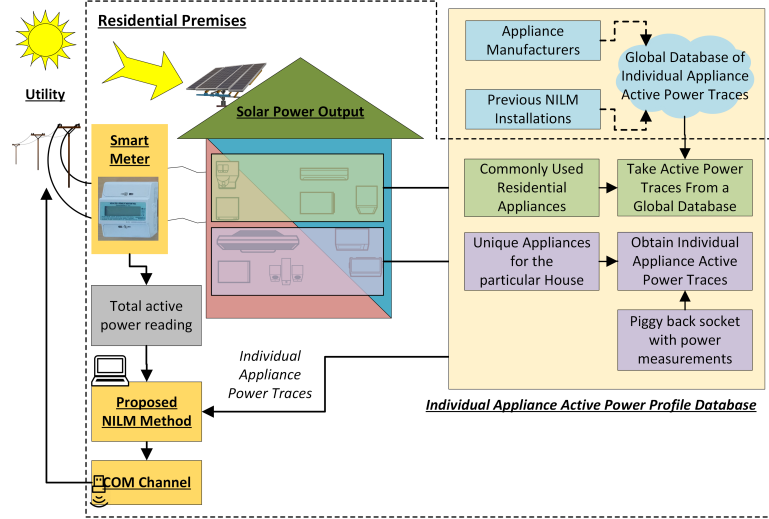 Residential Premises
Utility
Solar Power Output
Smart
Meter
Total active
power reading
Proposed
NILM Method
COM Channel
Individual
Appliance
Power Traces
Appliance
Manufacturers
Previous NILM
Installations
Global Database of
Individual Appliance
Active Power Traces
Commonly Used
Residential
Appliances
Take Active Power
Traces From a
Global Database
Unique Appliances
for the
particular House
Obtain Individual
Appliance Active
Power Traces
Piggy back socket
with power
measurements
Individual Appliance Active Power Profile Database